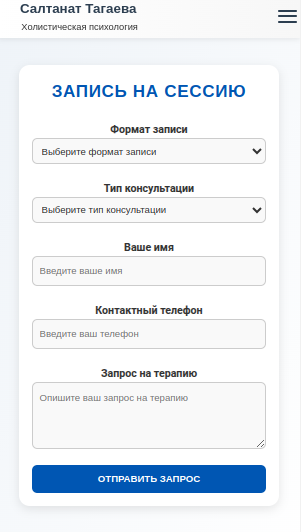 Салтанат Тагаева
Холистическая психология
ЗАПИСЬ НА СЕССИЮ
Формат записи
Выберите формат записи
Тип консультации
Выберите тип консультации
Ваше имя
Введите ваше имя
Контактный телефон
Введите ваш телефон
Запрос на терапию
Опишите ваш запрос на терапию
ОТПРАВИТЬ ЗАПРОС